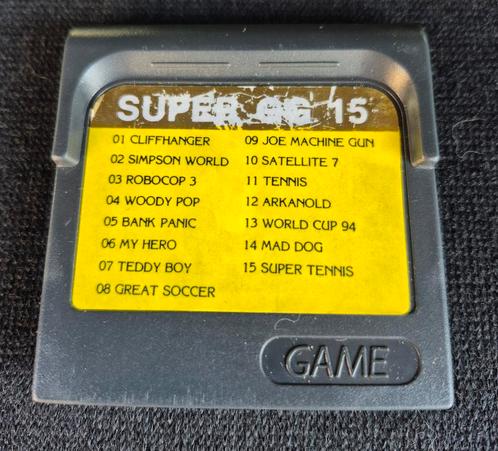 SUPER GG 15
01 CLIFFHANGER
02 SIMPSON WORLD
03 ROBOCOP 3
04 WOODY POP
05 BANK PANIC
06 MY HERO
07 TEDDY BOY
08 GREAT SOCCER
09 JOE MACHINE GUN
10 SATELLITE 7
11 TENNIS
12 ARKANOLD
13 WORLD CUP 94
14 MAD DOG
15 SUPER TENNIS
GAME